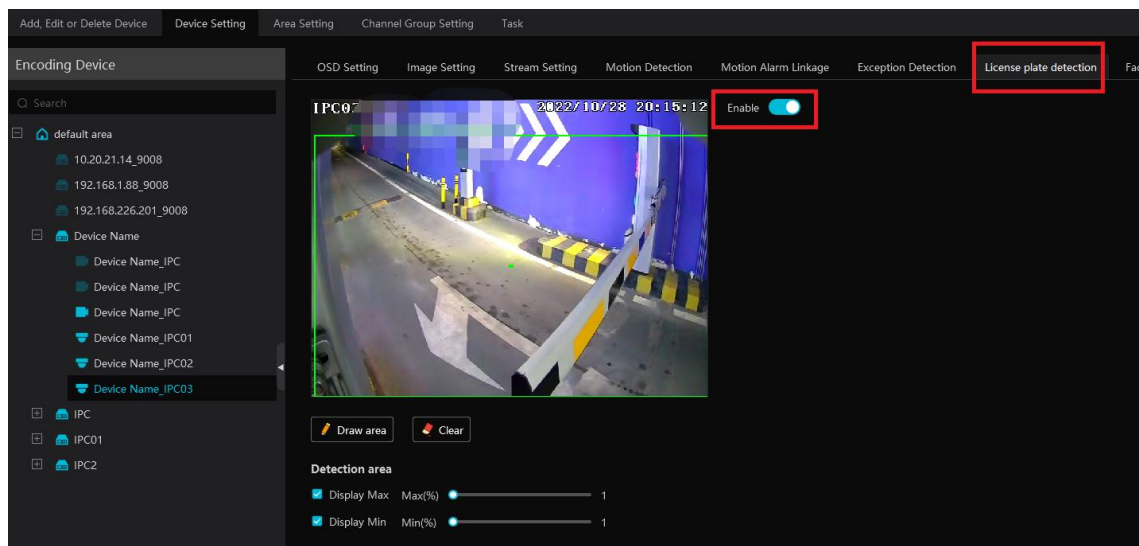 Add, Edit or Delete Device Device Setting Area Setting Channel Group Setting Task
Encoding Device
OSD Setting Image Setting Stream Setting Motion Detection Motion Alarm Linkage Exception Detection License plate detection
Search
default area
10.20.21.14_9008
192.168.1.88_9008
192.168.226.201_9008
Device Name
Device Name_IPC
Device Name_IPC
Device Name_IPC
Device Name_IPC01
Device Name_IPC02
Device Name_IPC03
IPC
IPC01
IPC2
IPC03 2022/10/28 20:15:12
Enable
Draw area Clear
Detection area
Display Max Max(%) 1
Display Min Min(%) 1